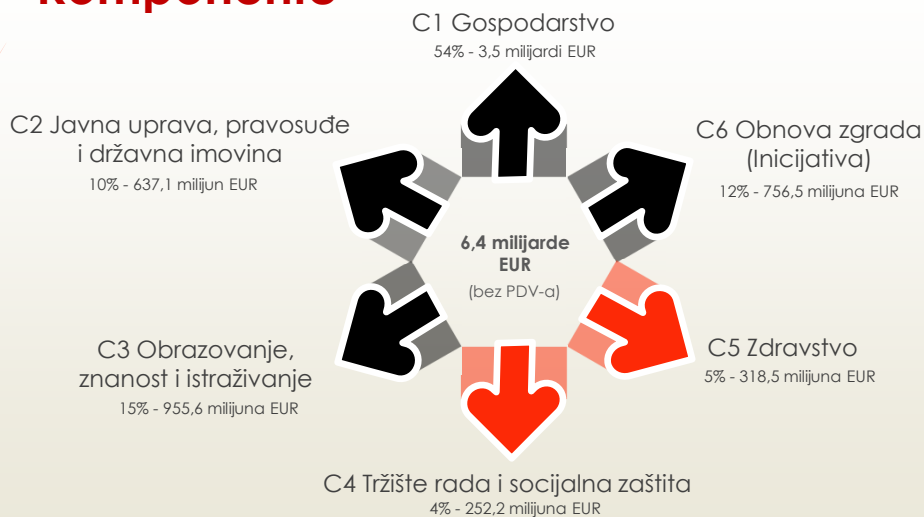 Komponente
C1 Gospodarstvo
54% - 3,5 milijardi EUR
C2 Javna uprava, pravosuđe
i državna imovina
10% - 637,1 milijun EUR
C6 Obnova zgrada
(Inicijativa)
12% - 756,5 milijuna EUR
6,4 milijarde
EUR
(bez PDV-a)
C3 Obrazovanje,
znanost i istraživanje
15% - 955,6 milijuna EUR
C5 Zdravstvo
5% - 318,5 milijuna EUR
C4 Tržište rada i socijalna zaštita
4% - 252,2 milijuna EUR